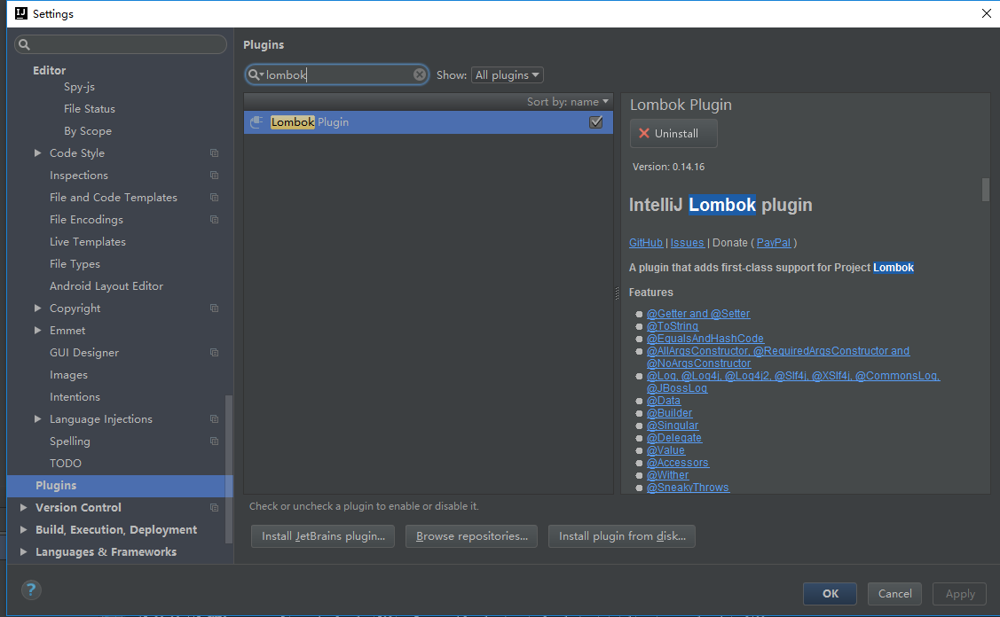 Settings
Editor
Spy-js
File Status
By Scope
Code Style
Inspections
File and Code Templates
File Encodings
Live Templates
File Types
Android Layout Editor
Copyright
Emmet
GUI Designer
Images
Intentions
Language Injections
Spelling
TODO
Plugins
Version Control
Build, Execution, Deployment
Languages & Frameworks
Plugins
lombok
Show: All plugins
Sort by: name
Lombok Plugin
Lombok Plugin
Uninstall
Version: 0.14.16
IntelliJ Lombok plugin
GitHub | Issues | Donate ( PayPal )
A plugin that adds first-class support for Project Lombok
Features
@Getter and @Setter
@ToString
@EqualsAndHashCode
@AllArgsConstructor, @RequiredArgsConstructor and
@NoArgsConstructor
@Log, @Log4j, @Log4j2, @Slf4j, @XSlf4j, @CommonsLog,
@JBossLog
@Data
@Builder
@Singular
@Delegate
@Value
@Accessors
@Wither
@SneakyThrows
Check or uncheck a plugin to enable or disable it.
Install JetBrains plugin...
Browse repositories...
Install plugin from disk...
?
OK
Cancel
Apply